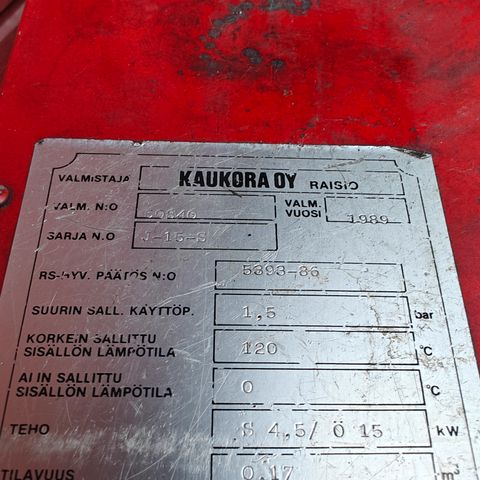 VALMISTAJA KAUKORA OY RAISIO
VALM. N:O VALM. VUOSI 1989
SARJA N.O J-15-S
RS-HYV. PÄÄTÖS N:O 5393-86
SUURIN SALL. KÄYTTÖP. 1,5 bar
KORKEIN SALLITTU
SISÄLLÖN LÄMPÖTILA 120 °C
ALIN SALLITTU
SISÄLLÖN LÄMPÖTILA 0 °C
TEHO S 4,5/ Ö 15 kW
TILAVUUS 0,17 m³